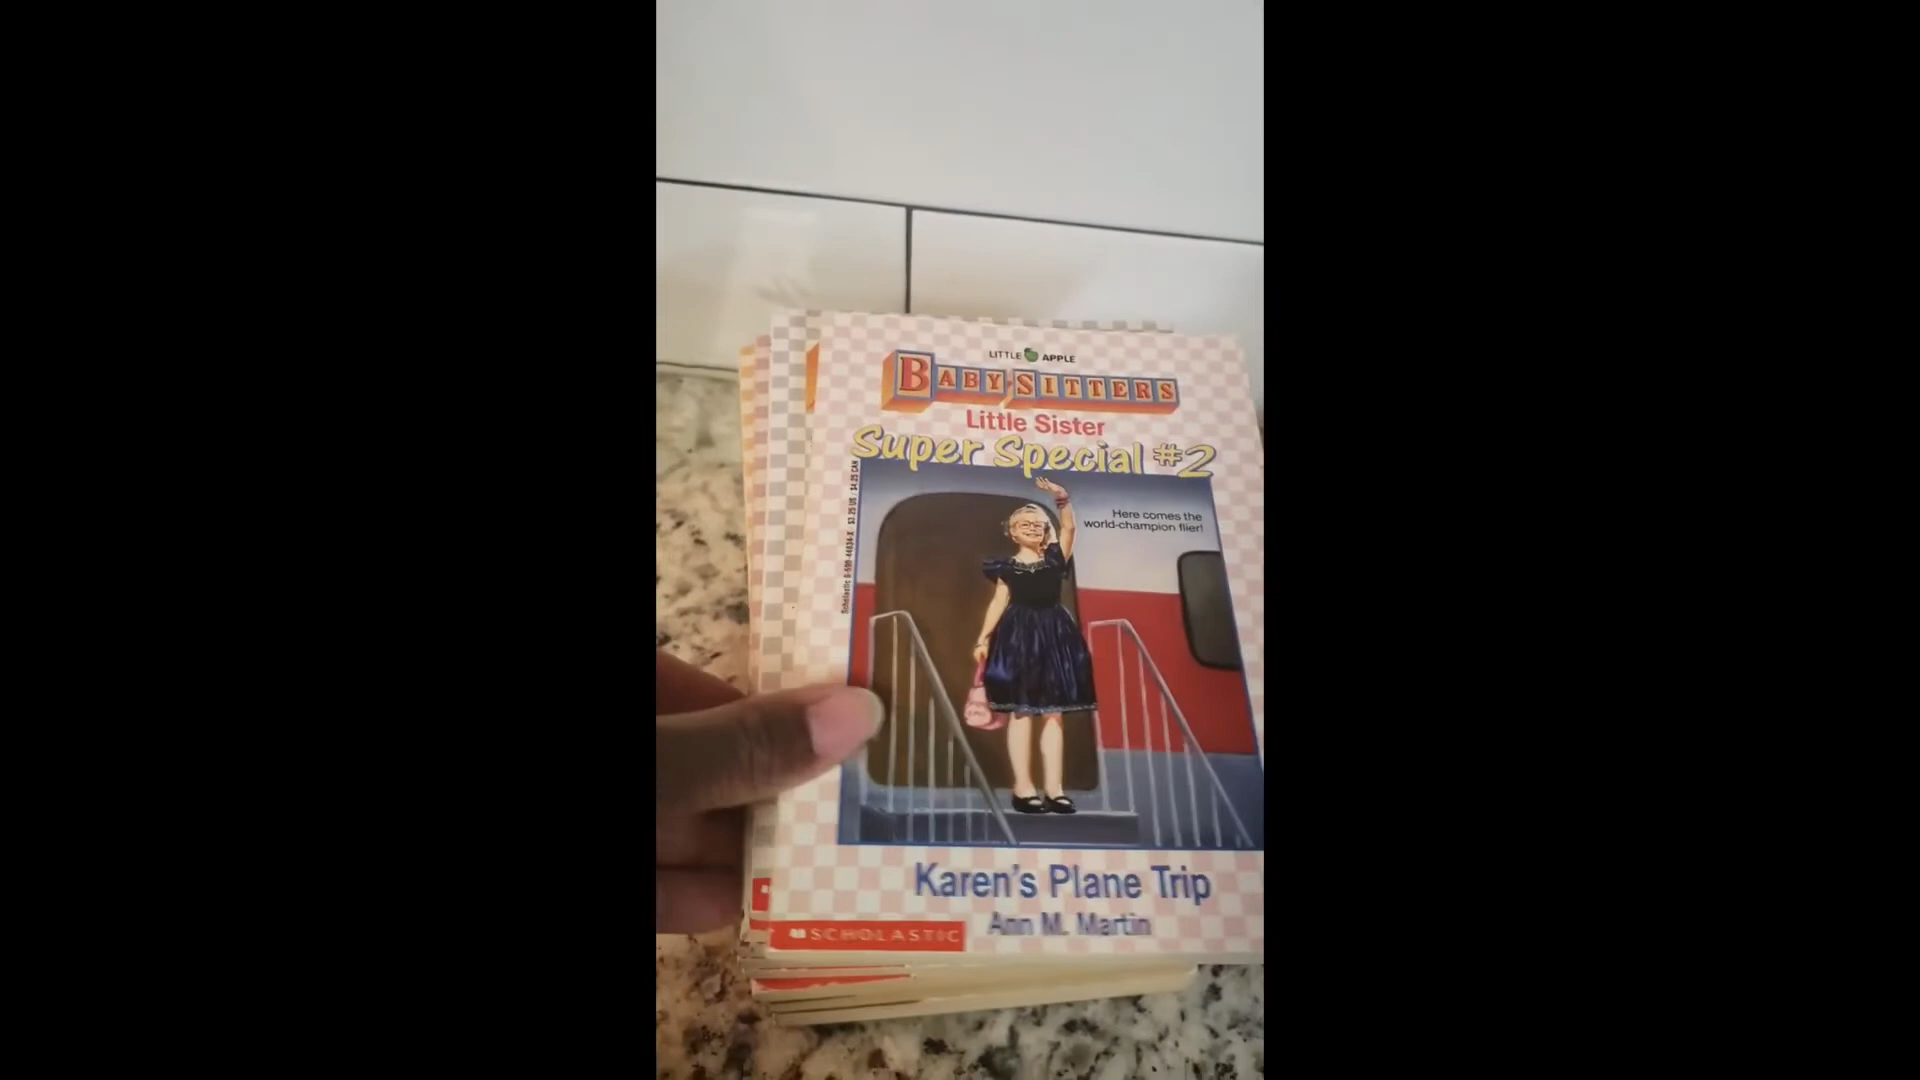 LITTLE APPLE
BABY-SITTERS
Little Sister
Super Special #2
Here comes the
world-champion flier!
Karen's Plane Trip
Ann M. Martin
SCHOLASTIC